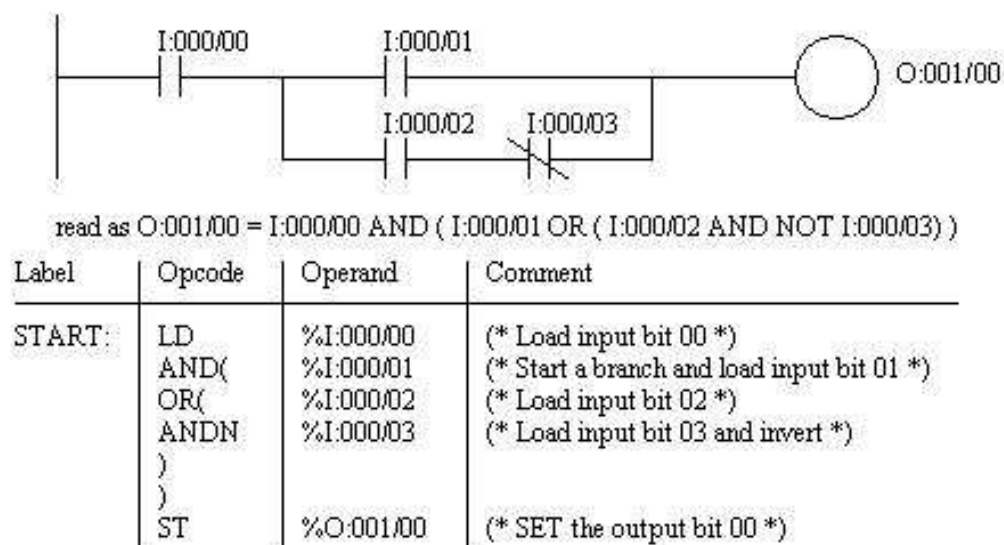 I:000/00 I:000/01
O:001/00
I:000/02 I:000/03
read as O:001/00 = I:000/00 AND ( I:000/01 OR ( I:000/02 AND NOT I:000/03) )
Label Opcode Operand Comment
START: LD %I:000/00 (* Load input bit 00 *)
AND( %I:000/01 (* Start a branch and load input bit 01 *)
OR( %I:000/02 (* Load input bit 02 *)
ANDN %I:000/03 (* Load input bit 03 and invert *)
)
)
ST %O:001/00 (* SET the output bit 00 *)